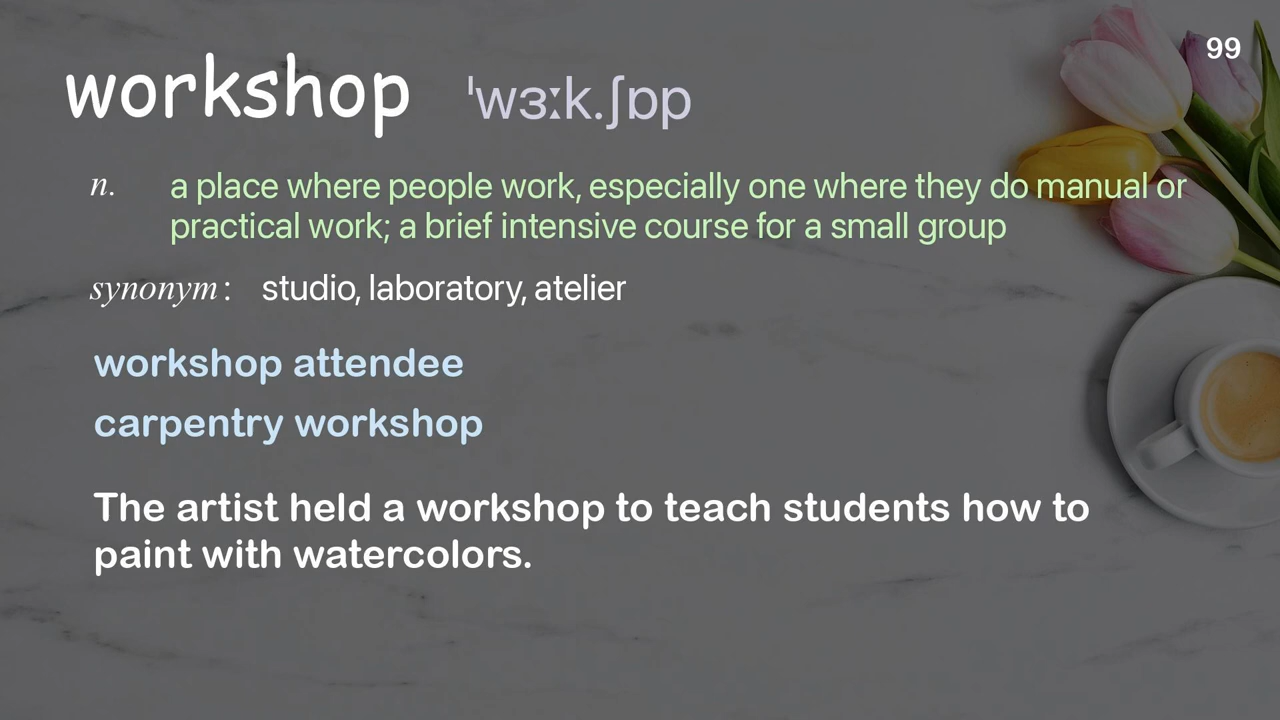 99
workshop ˈwɜːk.ʃɒp
n. a place where people work, especially one where they do manual or
practical work; a brief intensive course for a small group
synonym: studio, laboratory, atelier
workshop attendee
carpentry workshop
The artist held a workshop to teach students how to
paint with watercolors.